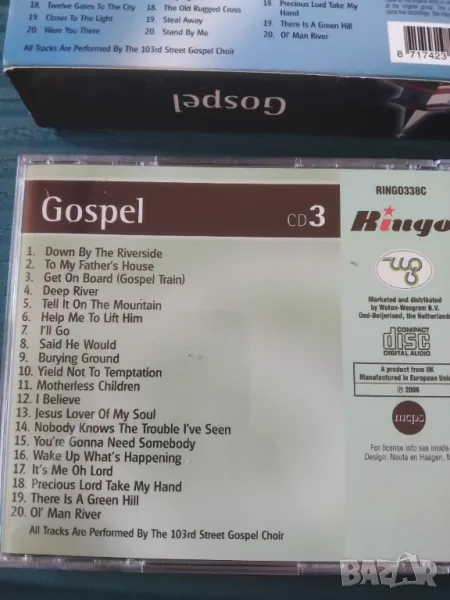 18. Twelve Gates To The City
19. Closer To The Light
20. Were You There
18. The Old Rugged Cross
19. Steal Away
20. Stand By Me
18. Precious Lord Take My
Hand
19. There Is A Green Hill
20. Ol' Man River
All Tracks Are Performed By The 103rd Street Gospel Choir
8 717423
Gospel
Gospel
CD 3
1. Down By The Riverside
2. To My Father's House
3. Get On Board (Gospel Train)
4. Deep River
5. Tell It On The Mountain
6. Help Me To Lift Him
7. I'll Go
8. Said He Would
9. Burying Ground
10. Yield Not To Temptation
11. Motherless Children
12. I Believe
13. Jesus Lover Of My Soul
14. Nobody Knows The Trouble I've Seen
15. You're Gonna Need Somebody
16. Wake Up What's Happening
17. It's Me Oh Lord
18. Precious Lord Take My Hand
19. There Is A Green Hill
20. Ol' Man River
All Tracks Are Performed By The 103rd Street Gospel Choir
RINGO338C
Ringo
Marketed and distributed
by Woton-Wasgram N.V.
Oud-Beijerland, the Netherlands
COMPACT
disc
DIGITAL AUDIO
A product from UK
Manufactured in European Unio
℗ 2006
mcps
For license info see inside
Design: Nauta en Haagen,
BAZAR